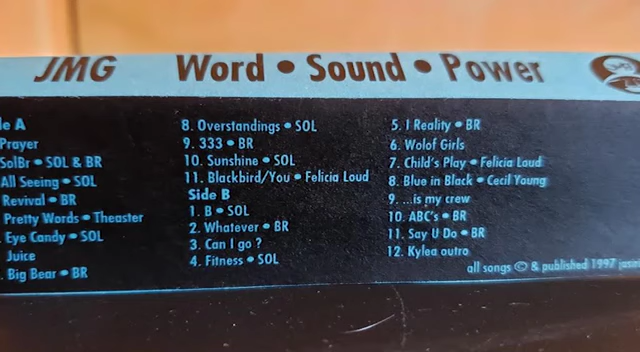 JMG Word • Sound • Power
le A
Prayer
SolBr • SOL & BR
All Seeing • SOL
Revival • BR
Pretty Words • Theaster
Eye Candy • SOL
Juice
Big Bear • BR
8. Overstandings • SOL
9. 333 • BR
10. Sunshine • SOL
11. Blackbird/You • Felicia Loud
Side B
1. B • SOL
2. Whatever • BR
3. Can I go ?
4. Fitness • SOL
5. I Reality • BR
6. Wolof Girls
7. Child's Play • Felicia Loud
8. Blue in Black • Cecil Young
9. ...is my crew
10. ABC's • BR
11. Say U Do • BR
12. Kylea outro
all songs © & published 1997